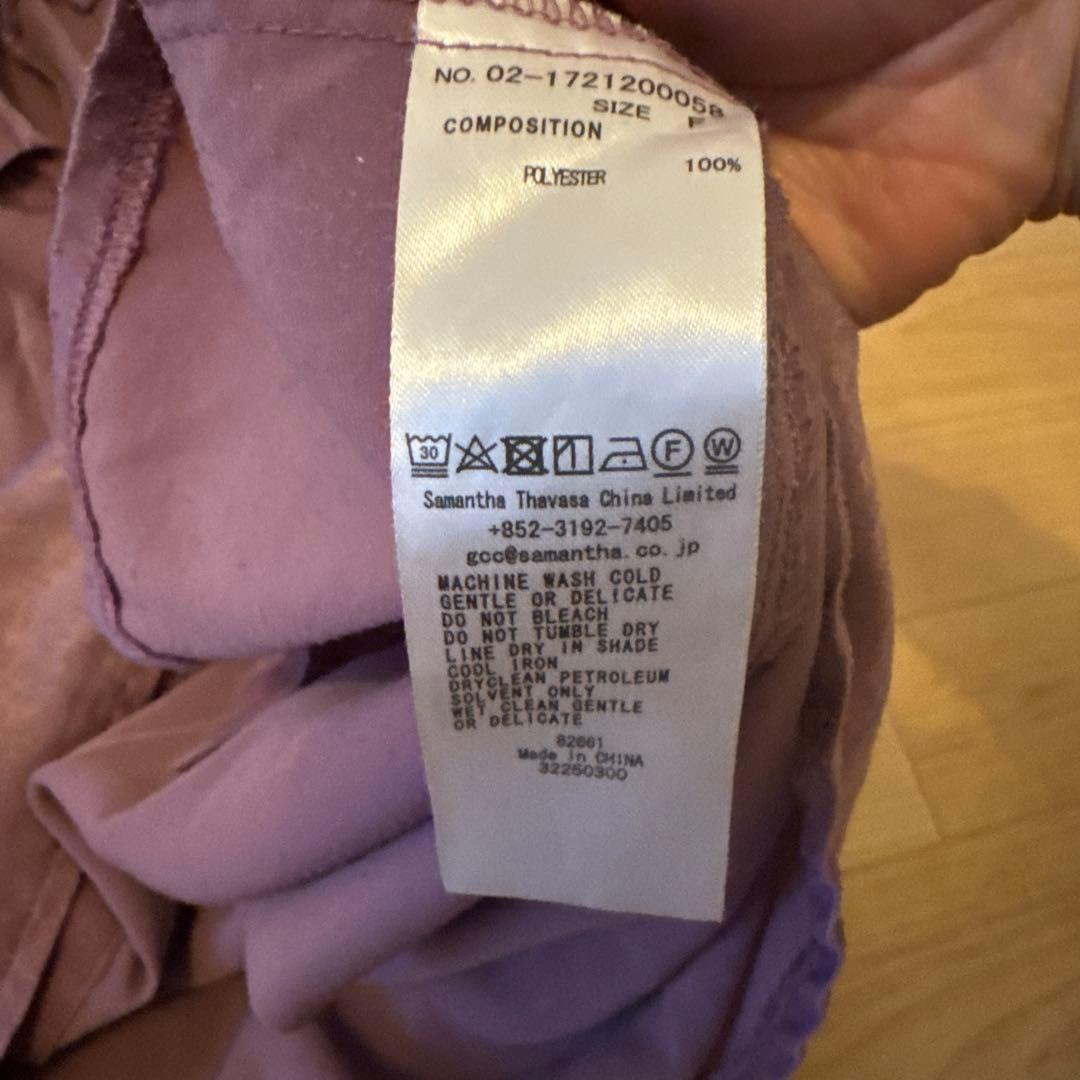 NO. 02-1721200058
SIZE F
COMPOSITION
POLYESTER 100%
30 F W
Samantha Thavasa China Limited
+852-3192-7405
gcc@samantha.co.jp
MACHINE WASH COLD
GENTLE OR DELICATE
DO NOT BLEACH
DO NOT TUMBLE DRY
LINE DRY IN SHADE
COOL IRON
DRYCLEAN PETROLEUM
SOLVENT ONLY
WET CLEAN GENTLE
OR DELICATE
82661
Made in CHINA
32250300